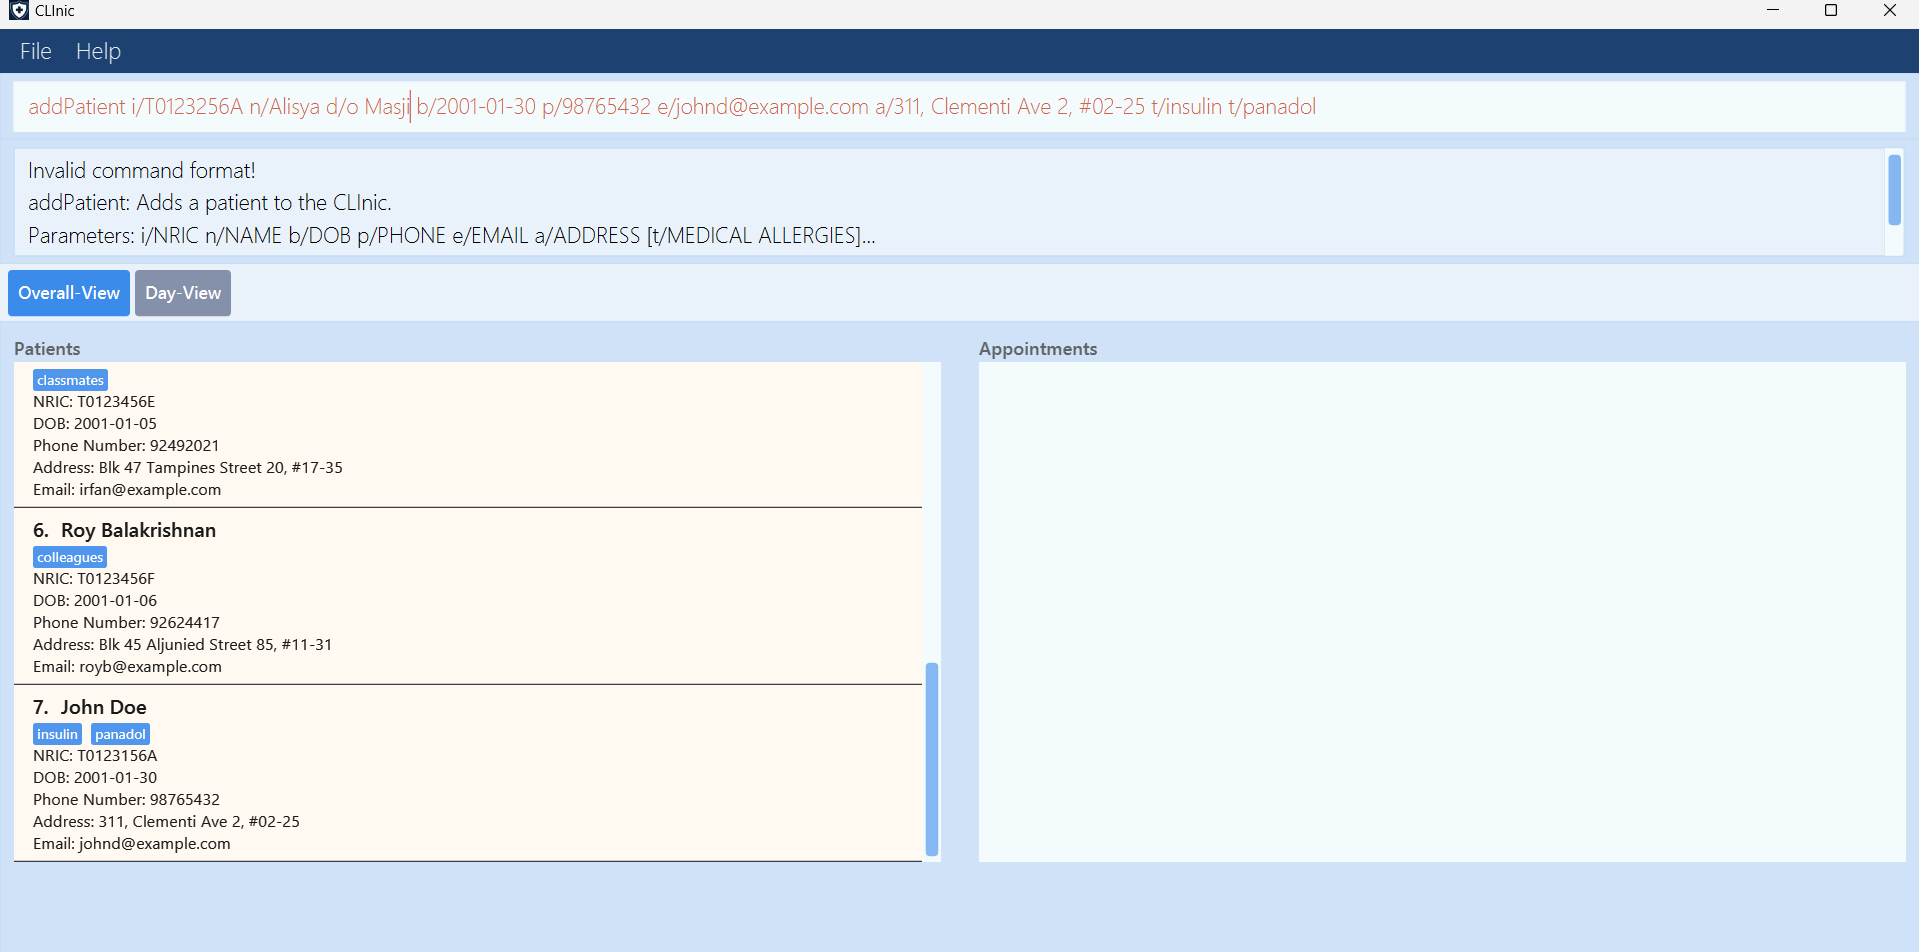 CLInic
File Help
addPatient i/T0123256A n/Alisya d/o Masji b/2001-01-30 p/98765432 e/johnd@example.com a/311, Clementi Ave 2, #02-25 t/insulin t/panadol
Invalid command format!
addPatient: Adds a patient to the CLInic.
Parameters: i/NRIC n/NAME b/DOB p/PHONE e/EMAIL a/ADDRESS [t/MEDICAL ALLERGIES]...
Overall-View Day-View
Patients
classmates
NRIC: T0123456E
DOB: 2001-01-05
Phone Number: 92492021
Address: Blk 47 Tampines Street 20, #17-35
Email: irfan@example.com
6. Roy Balakrishnan
colleagues
NRIC: T0123456F
DOB: 2001-01-06
Phone Number: 92624417
Address: Blk 45 Aljunied Street 85, #11-31
Email: royb@example.com
7. John Doe
insulin panadol
NRIC: T0123156A
DOB: 2001-01-30
Phone Number: 98765432
Address: 311, Clementi Ave 2, #02-25
Email: johnd@example.com
Appointments